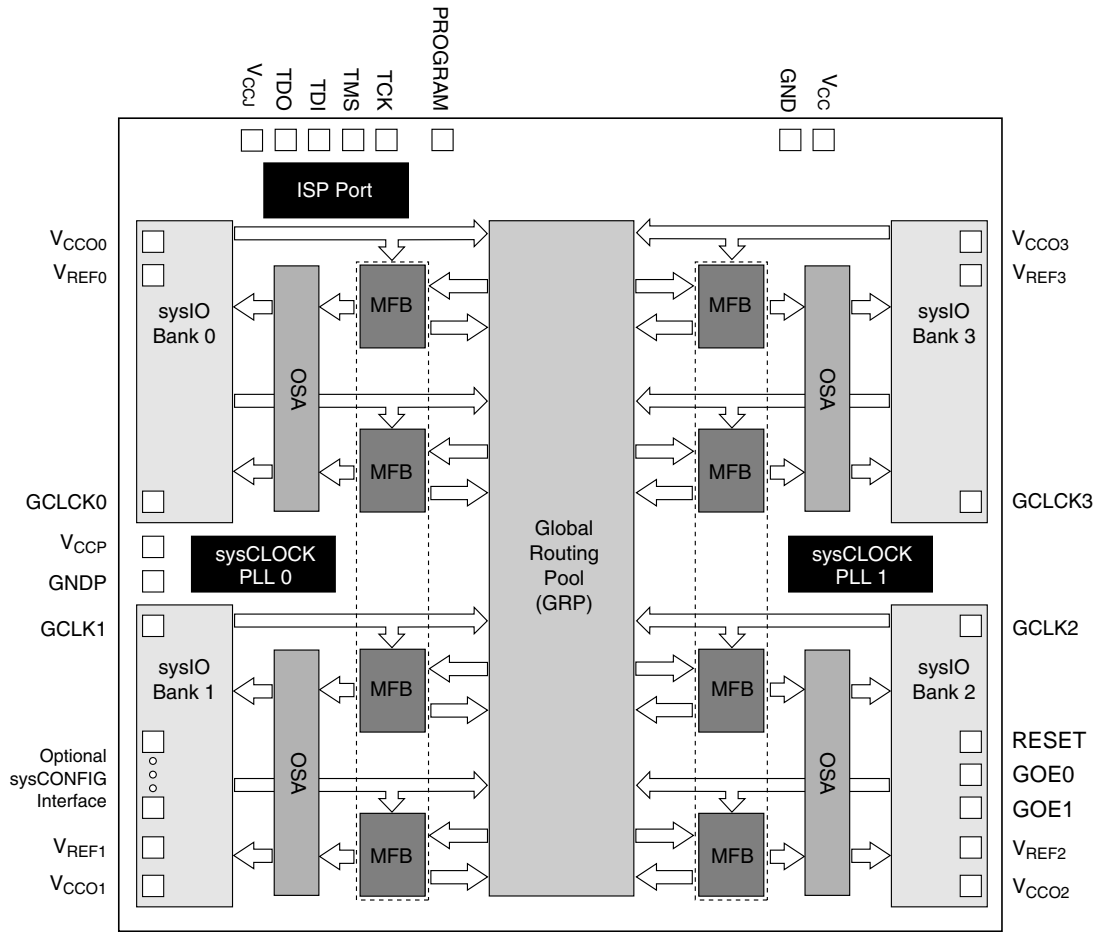 VCCJ
TDO
TDI
TMS
TCK
PROGRAM
GND
VCC
ISP Port
VCCO0
VREF0
sysIO
Bank 0
OSA
MFB
MFB
GCLCK0
VCCP
GNDP
sysCLOCK
PLL 0
GCLK1
sysIO
Bank 1
OSA
MFB
MFB
Optional
sysCONFIG
Interface
VREF1
VCCO1
Global
Routing
Pool
(GRP)
MFB
MFB
OSA
VCCO3
VREF3
sysIO
Bank 3
GCLCK3
sysCLOCK
PLL 1
GCLK2
MFB
MFB
OSA
sysIO
Bank 2
RESET
GOE0
GOE1
VREF2
VCCO2